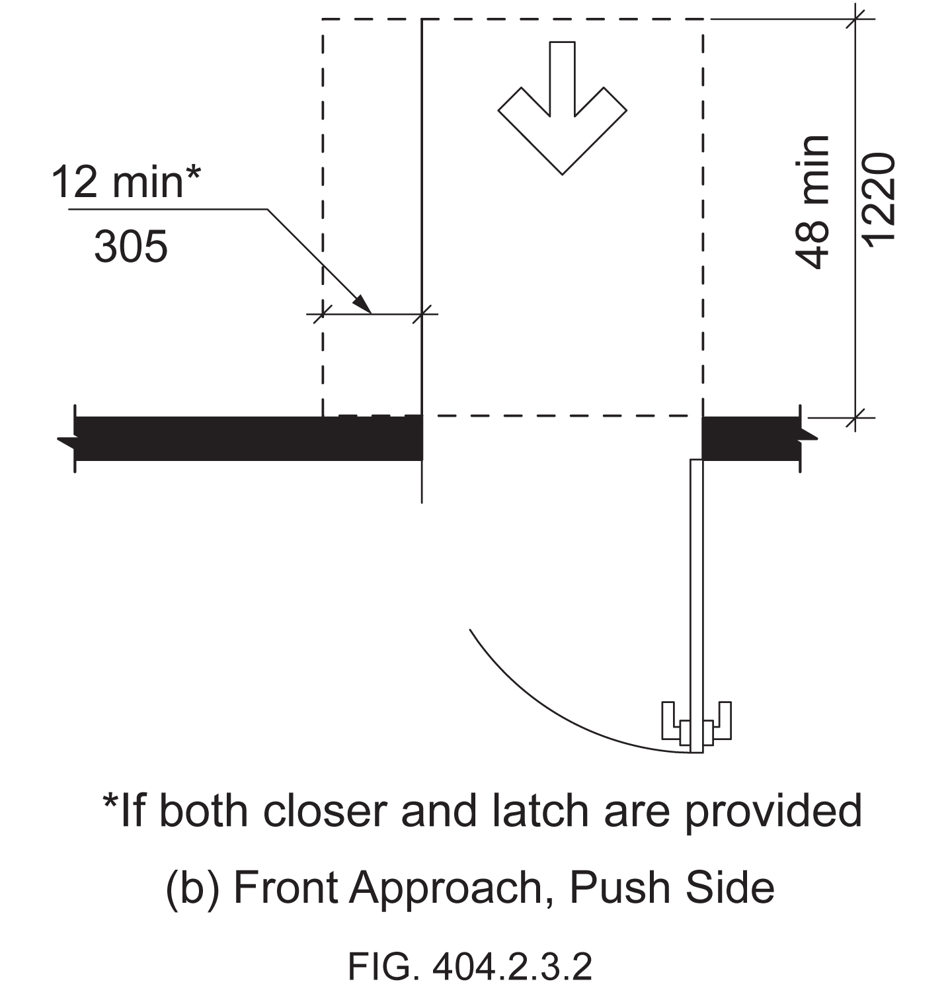 12 min*
305
48 min
1220
*If both closer and latch are provided
(b) Front Approach, Push Side
FIG. 404.2.3.2